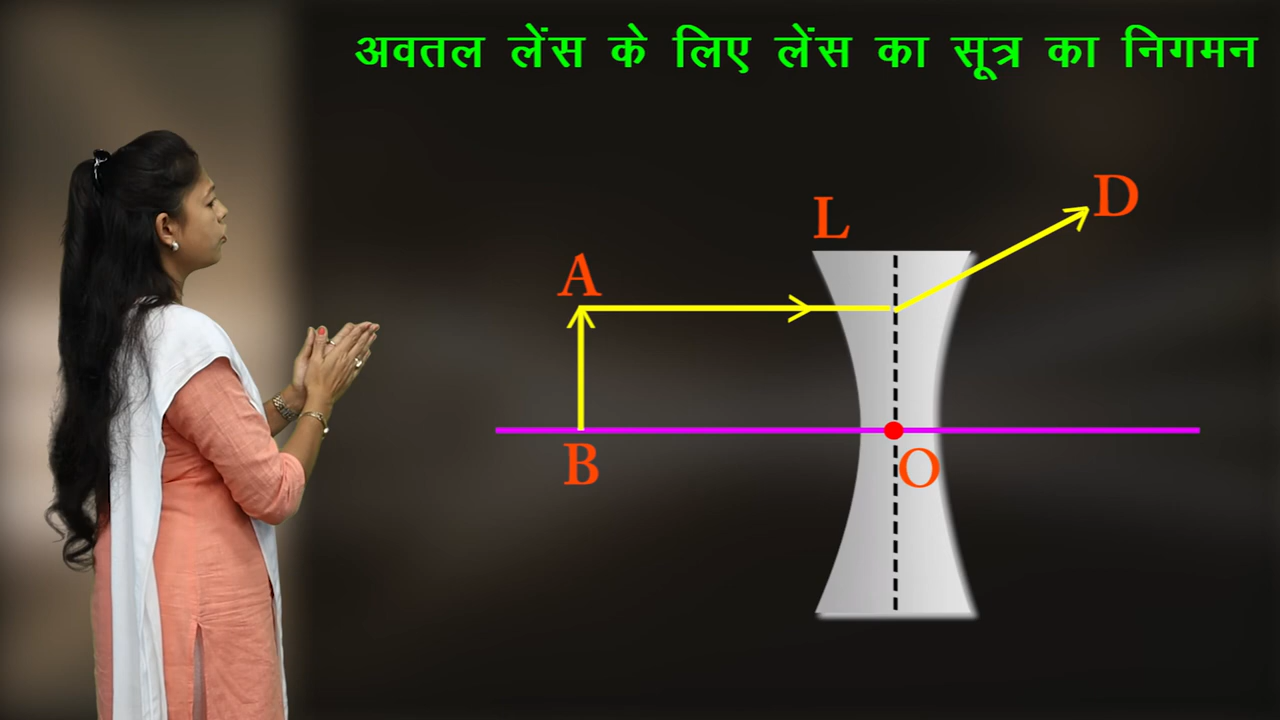 अवतल लेंस के लिए लेंस का सूत्र का निगमन
L
D
A
B
O